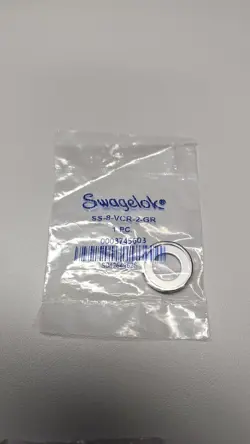 Swagelok®
SS-8-VCR-2-GR
1 PC
0003745603